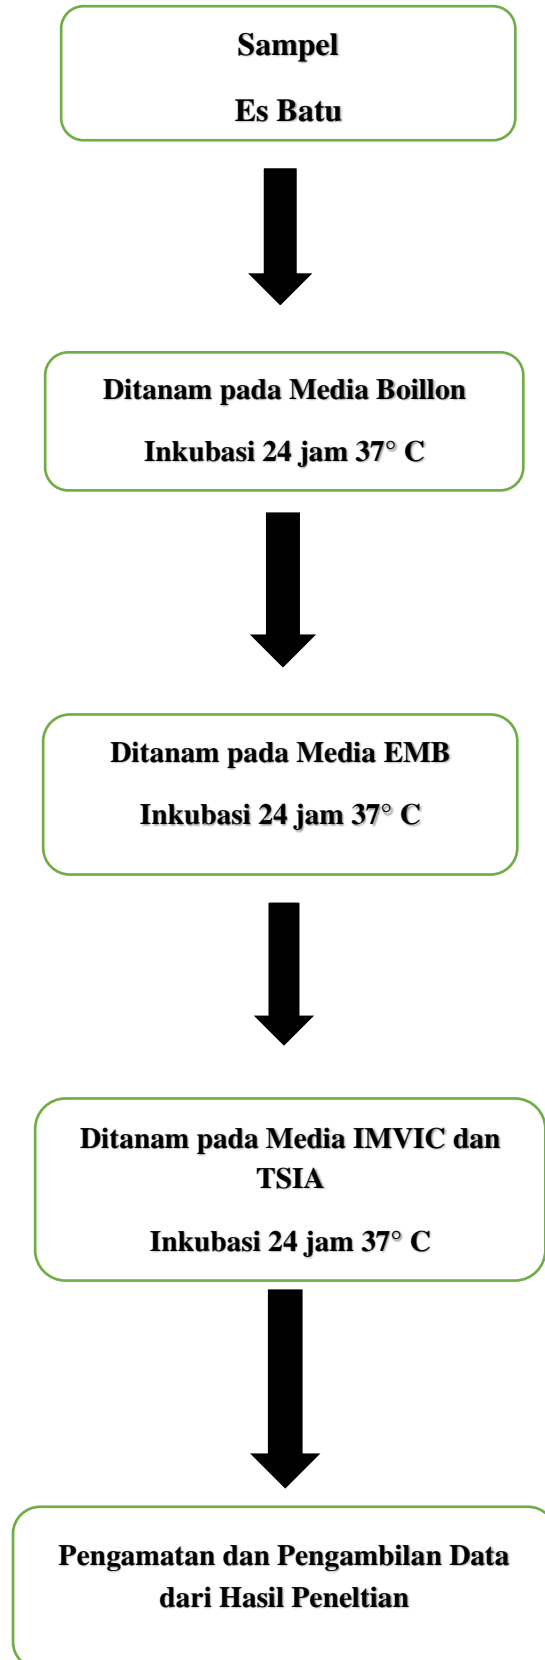 Sampel
Es Batu
Ditanam pada Media Boillon
Inkubasi 24 jam 37° C
Ditanam pada Media EMB
Inkubasi 24 jam 37° C
Ditanam pada Media IMVIC dan
TSIA
Inkubasi 24 jam 37° C
Pengamatan dan Pengambilan Data
dari Hasil Peneltian